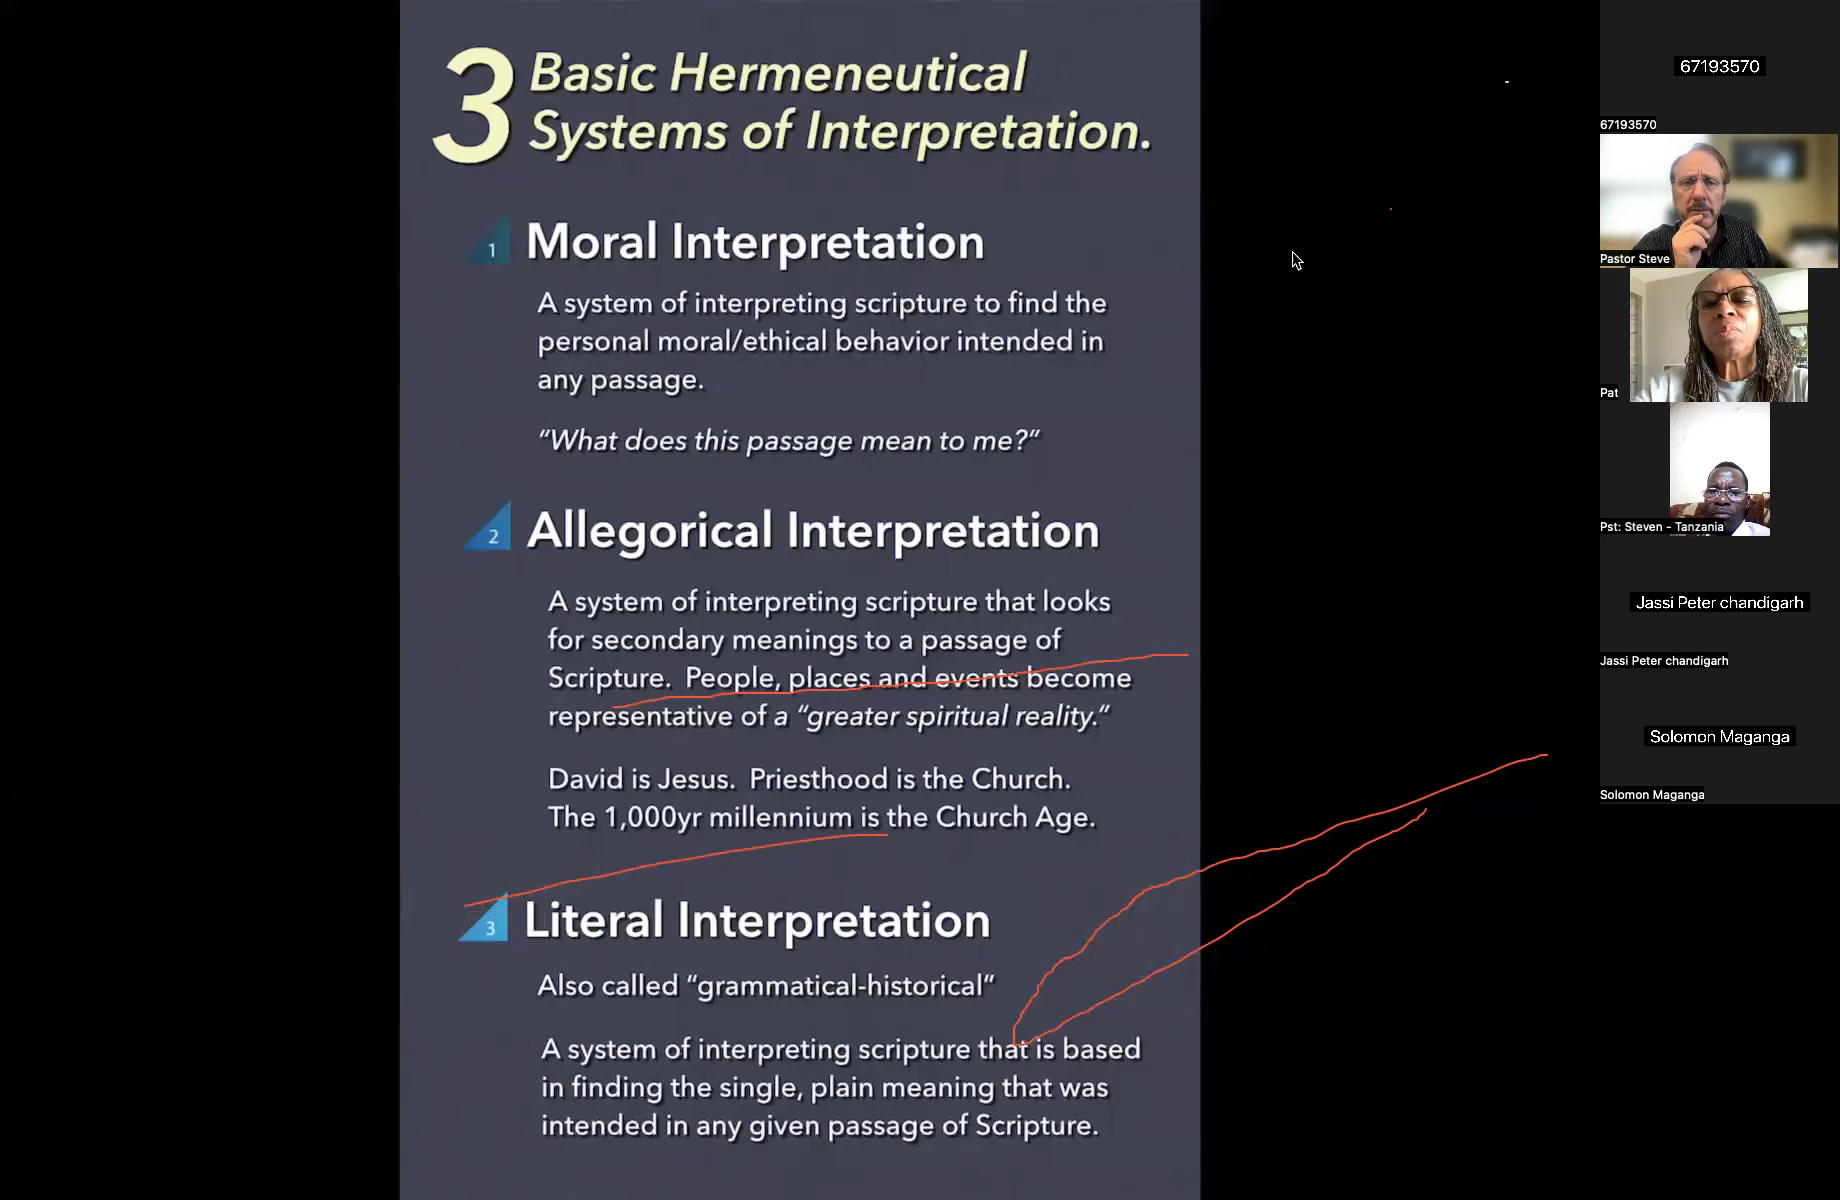 3 Basic Hermeneutical
Systems of Interpretation.
1 Moral Interpretation
A system of interpreting scripture to find the
personal moral/ethical behavior intended in
any passage.
“What does this passage mean to me?”
2 Allegorical Interpretation
A system of interpreting scripture that looks
for secondary meanings to a passage of
Scripture. People, places and events become
representative of a “greater spiritual reality.”
David is Jesus. Priesthood is the Church.
The 1,000yr millennium is the Church Age.
3 Literal Interpretation
Also called “grammatical-historical”
A system of interpreting scripture that is based
in finding the single, plain meaning that was
intended in any given passage of Scripture.
67193570
67193570
Pastor Steve
Pat
Pst: Steven - Tanzania
Jassi Peter chandigarh
Jassi Peter chandigarh
Solomon Maganga
Solomon Maganga